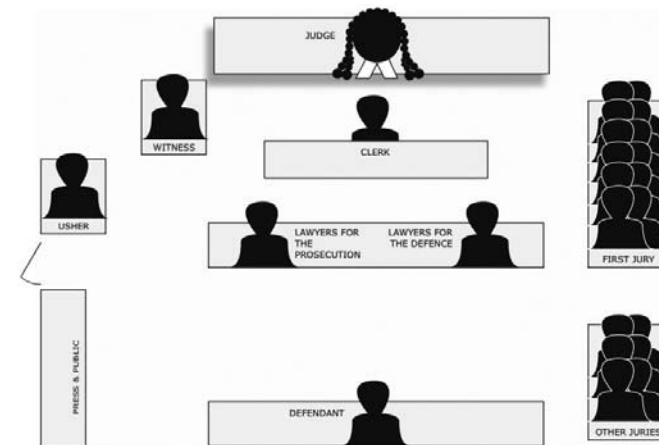 JUDGE
WITNESS
CLERK
USHER
LAWYERS FOR
THE
PROSECUTION
LAWYERS FOR
THE DEFENCE
FIRST JURY
PRESS & PUBLIC
DEFENDANT
OTHER JURIES